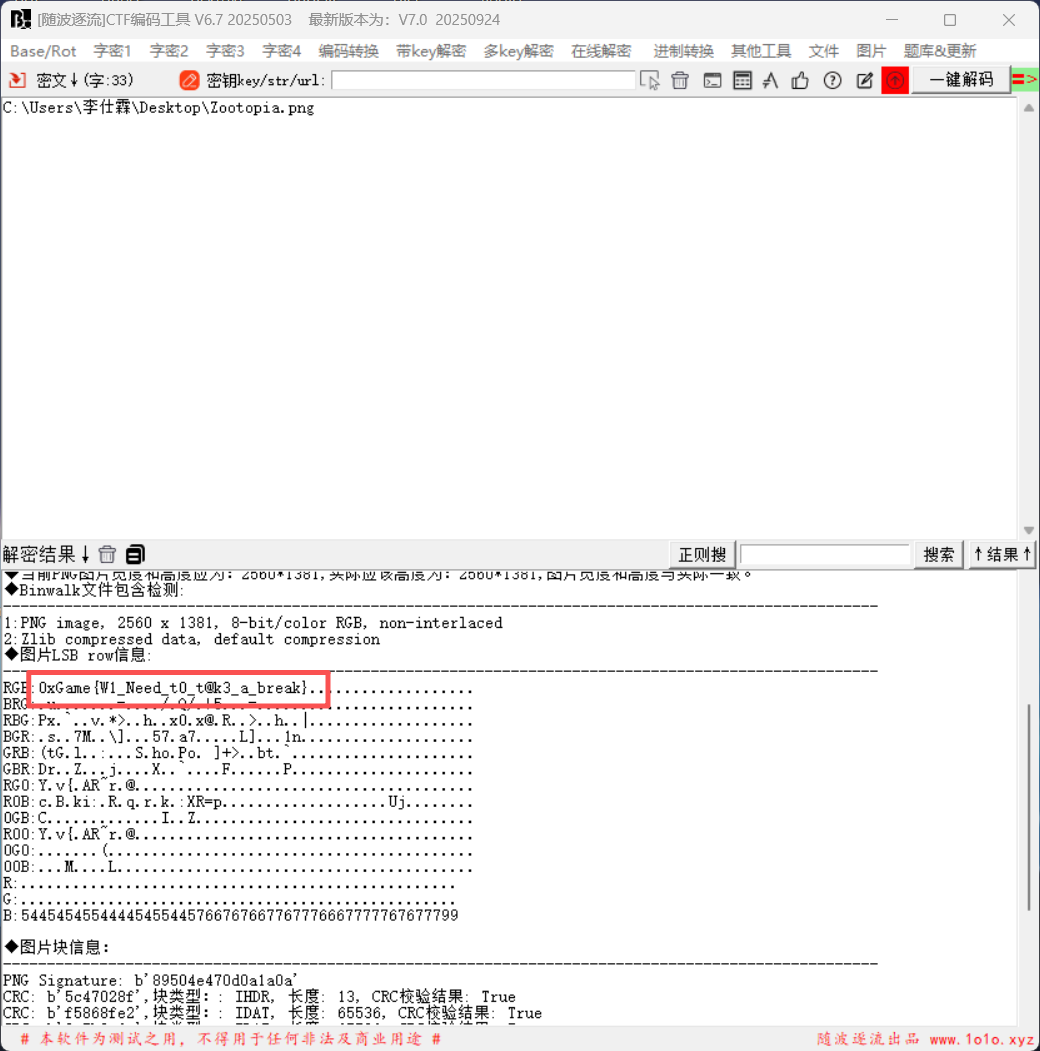 [随波逐流]CTF编码工具 V6.7 20250503 最新版本为：V7.0 20250924
Base/Rot 字密1 字密2 字密3 字密4 编码转换 带key解密 多key解密 在线解密 进制转换 其他工具 文件 图片 题库&更新
密文↓(字:33) 密钥key/str/url: 一键解码 =>
C:\Users\李仕霖\Desktop\Zootopia.png
解密结果↓ 正则搜 搜索 ↑结果↑
◆当前PNG图片宽度和高度应为: 2560*1381,实际应该高度为: 2560*1381,图片宽度和高度与实际一致。
◆Binwalk文件包含检测:
1:PNG image, 2560 x 1381, 8-bit/color RGB, non-interlaced
2:Zlib compressed data, default compression
◆图片LSB row信息:
RGB:0xGame{W1_Need_t0_t@k3_a_break}...................
RBG:Px.`..v.*>..h..x0.x@.R..>..h..|...................
BGR:.s..7M..\]...57.a7.....L]...1n....................
GRB:(tG.l..:...S.ho.Po. ]+>..bt.`.....................
GBR:Dr..Z...j....X..`....F......P.....................
RG0:Y.v{.AR~r.@.......................................
R0B:c.B.ki:.R.q.r.k.:XR=p...................Uj........
0GB:C.............I..Z................................
R00:Y.v{.AR~r.@.......................................
0G0:.......(..........................................
00B:...M....L.........................................
R:..................................................
G:..................................................
B:54454545544445455445766767667767776667777767677799
◆图片块信息:
PNG Signature: b'89504e470d0a1a0a'
CRC: b'5c47028f',块类型: : IHDR, 长度: 13, CRC校验结果: True
CRC: b'f5868fe2',块类型: : IDAT, 长度: 65536, CRC校验结果: True
# 本软件为测试之用, 不得用于任何非法及商业用途 # 随波逐流出品 www.1o1o.xyz